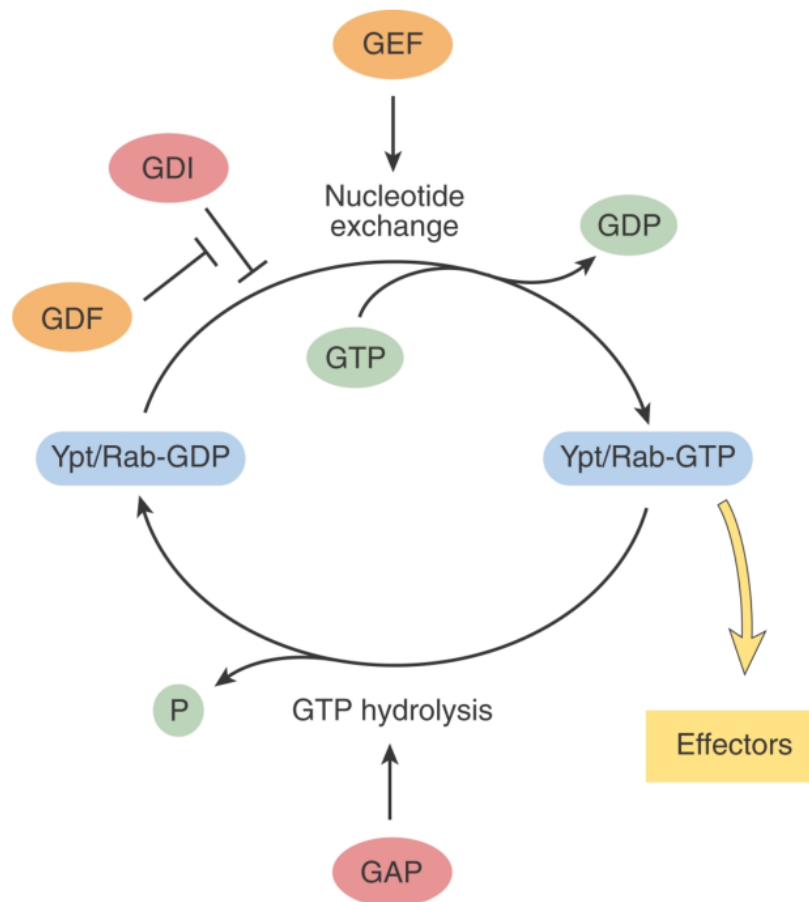 GEF
GDI
Nucleotide
exchange
GDP
GDF
GTP
Ypt/Rab-GDP
Ypt/Rab-GTP
P
GTP hydrolysis
Effectors
GAP